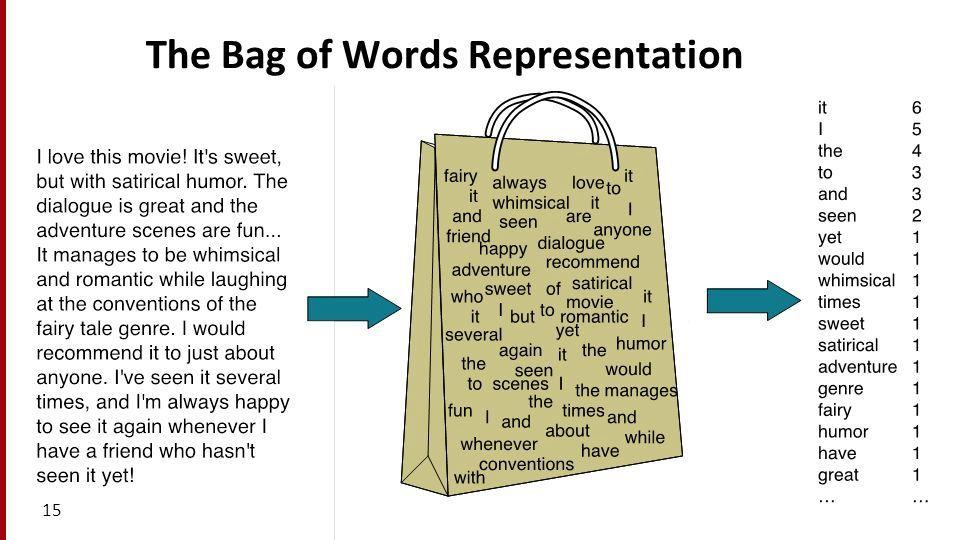 The Bag of Words Representation
I love this movie! It's sweet,
but with satirical humor. The
dialogue is great and the
adventure scenes are fun...
It manages to be whimsical
and romantic while laughing
at the conventions of the
fairy tale genre. I would
recommend it to just about
anyone. I've seen it several
times, and I'm always happy
to see it again whenever I
have a friend who hasn't
seen it yet!
fairy always love to it
it whimsical it I
and seen are anyone
friend happy dialogue
adventure recommend
who sweet of satirical it
it I but to movie romantic I
several yet
again it the humor
the seen would
to scenes I the manages
fun the times and
I and about while
whenever have
conventions
with
it 6
I 5
the 4
to 3
and 3
seen 2
yet 1
would 1
whimsical 1
times 1
sweet 1
satirical 1
adventure 1
genre 1
fairy 1
humor 1
have 1
great 1
… …
15